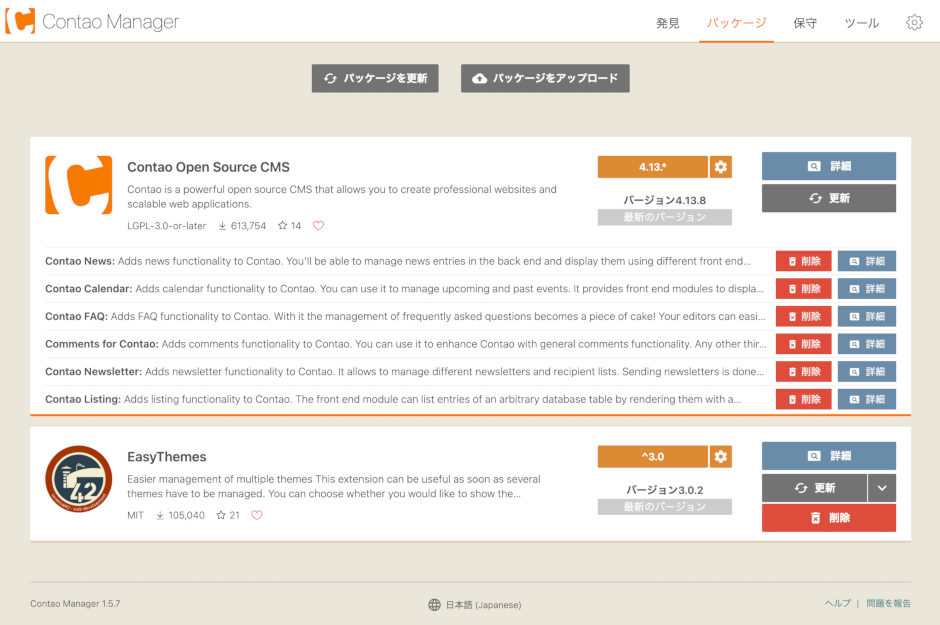 Contao Manager
発見
パッケージ
保守
ツール
パッケージを更新
パッケージをアップロード
Contao Open Source CMS
Contao is a powerful open source CMS that allows you to create professional websites and
scalable web applications.
LGPL-3.0-or-later 613,754 14
4.13.*
バージョン4.13.8
最新のバージョン
詳細
更新
Contao News: Adds news functionality to Contao. You'll be able to manage news entries in the back end and display them using different front end...
削除
詳細
Contao Calendar: Adds calendar functionality to Contao. You can use it to manage upcoming and past events. It provides front end modules to displa...
削除
詳細
Contao FAQ: Adds FAQ functionality to Contao. With it the management of frequently asked questions becomes a piece of cake! Your editors can easi...
削除
詳細
Comments for Contao: Adds comments functionality to Contao. You can use it to enhance Contao with general comments functionality. Any other thir...
削除
詳細
Contao Newsletter: Adds newsletter functionality to Contao. It allows to manage different newsletters and recipient lists. Sending newsletters is done...
削除
詳細
Contao Listing: Adds listing functionality to Contao. The front end module can list entries of an arbitrary database table by rendering them with a...
削除
詳細
42
EasyThemes
Easier management of multiple themes This extension can be useful as soon as several
themes have to be managed. You can choose whether you would like to show the...
MIT 105,040 21
^3.0
バージョン3.0.2
最新のバージョン
詳細
更新
削除
Contao Manager 1.5.7
日本語 (Japanese)
ヘルプ | 問題を報告